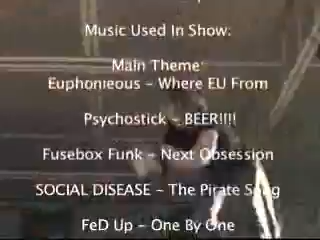 Music Used In Show:
Main Theme:
Euphonieous - Where EU From
Psychostick - BEER!!!!
Fusebox Funk - Next Obsession
SOCIAL DISEASE - The Pirate Song
FeD Up - One By One